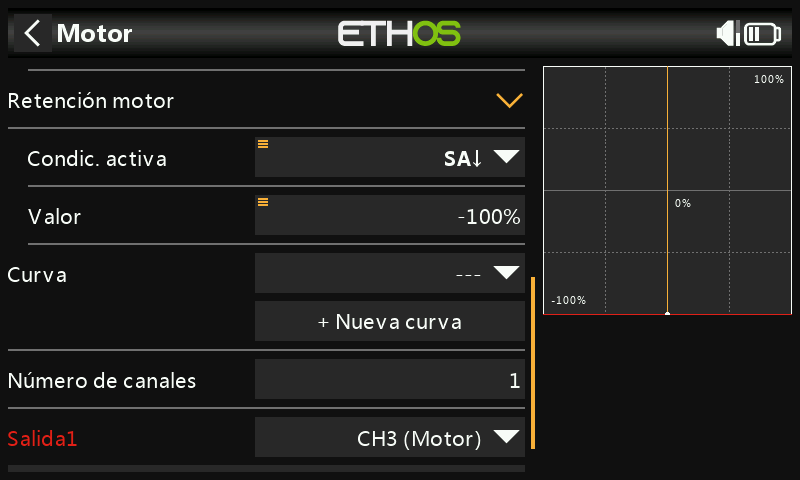 Motor
ETHOS
Retención motor
Condic. activa
SA↓
Valor
-100%
Curva
---
+ Nueva curva
Número de canales
1
Salida1
CH3 (Motor)
100%
0%
-100%